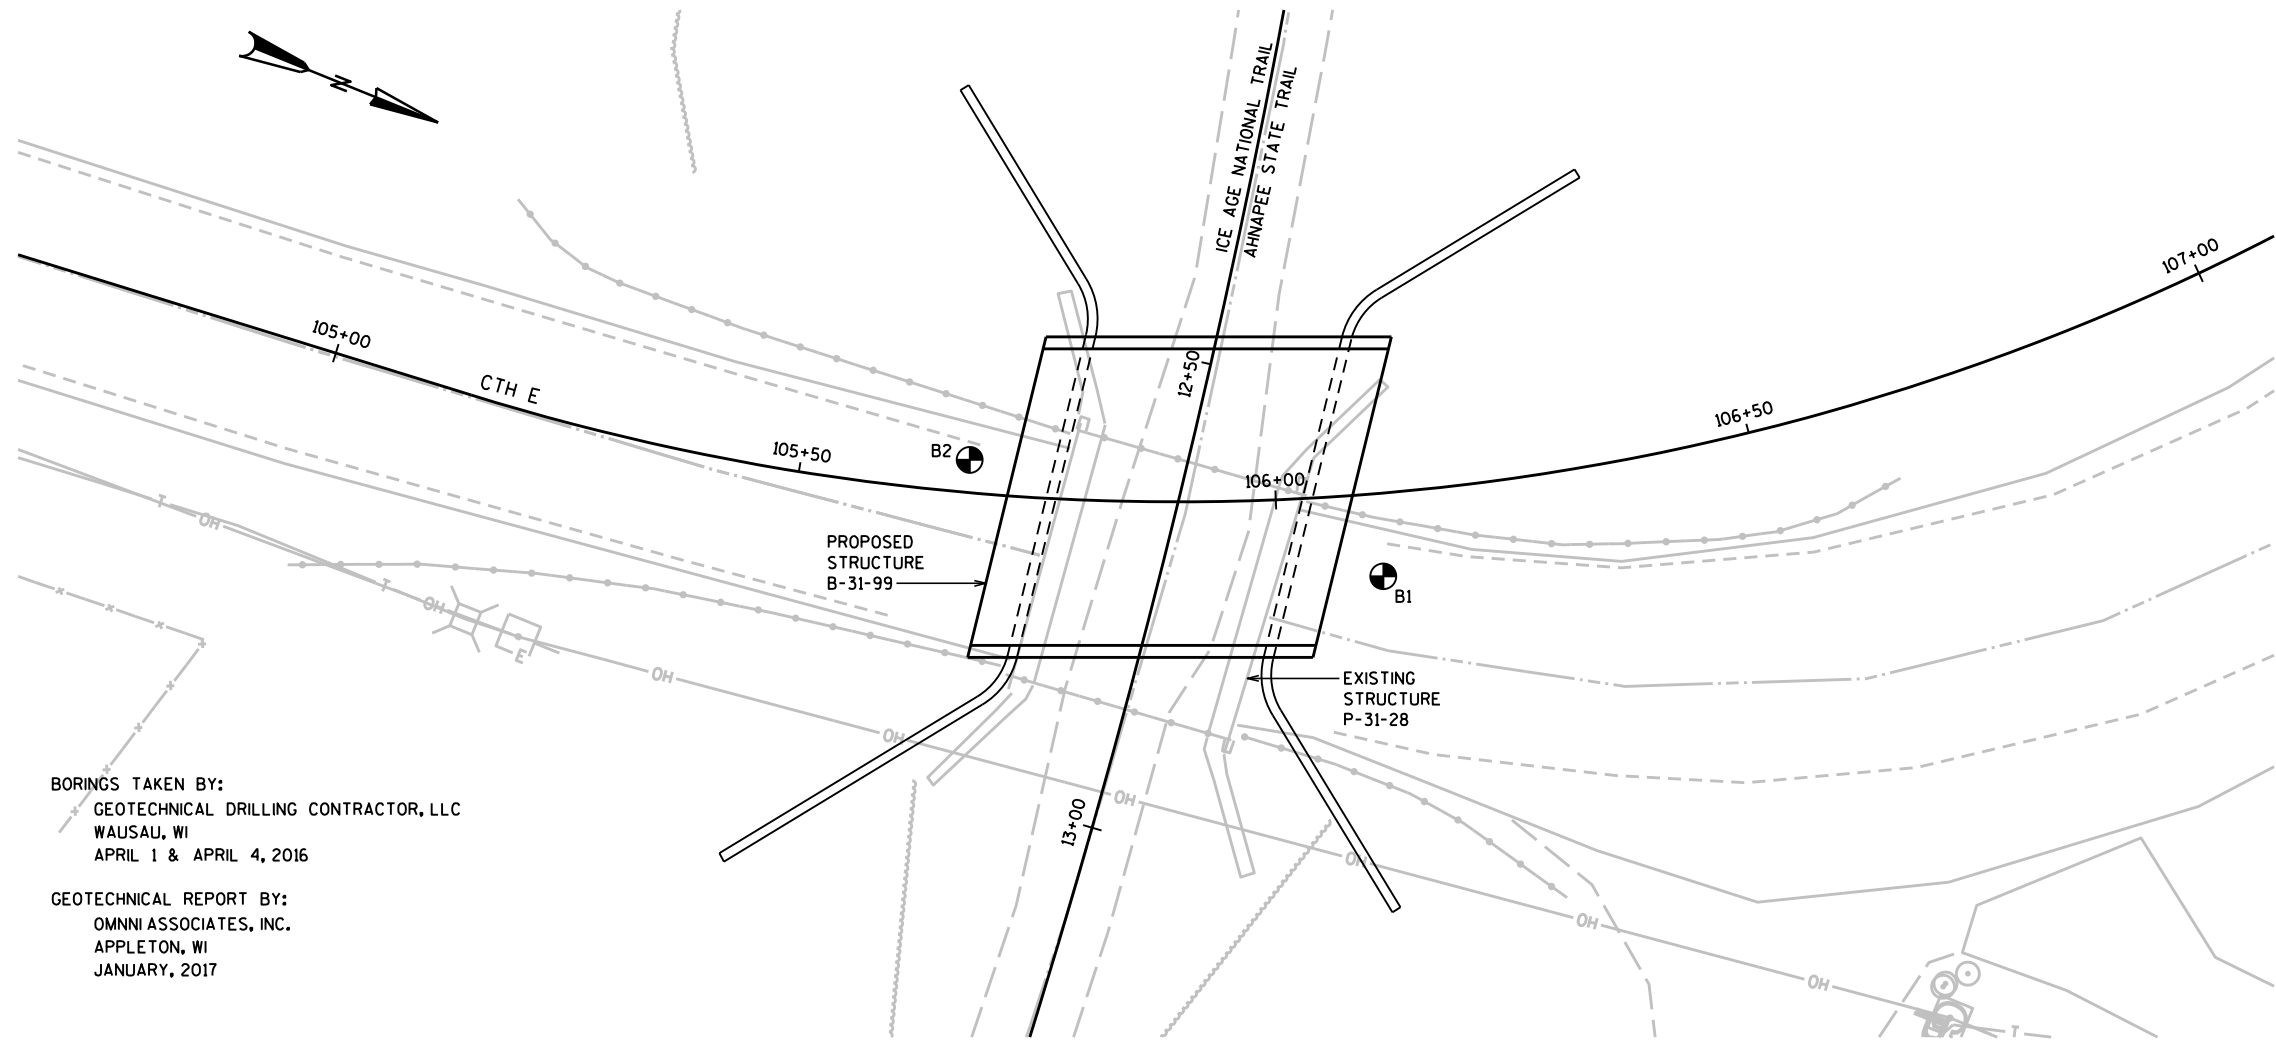 N
ICE AGE NATIONAL TRAIL
AHNAPEE STATE TRAIL
107+00
105+00
12+50
CTH E
106+50
105+50
B2
106+00
T
OH
PROPOSED
STRUCTURE
B-31-99
B1
T
OH
E
OH
EXISTING
STRUCTURE
P-31-28
OH
OH
13+00
OH
OH
OH
T
BORINGS TAKEN BY:
GEOTECHNICAL DRILLING CONTRACTOR, LLC
WAUSAU, WI
APRIL 1 & APRIL 4, 2016
GEOTECHNICAL REPORT BY:
OMNNI ASSOCIATES, INC.
APPLETON, WI
JANUARY, 2017